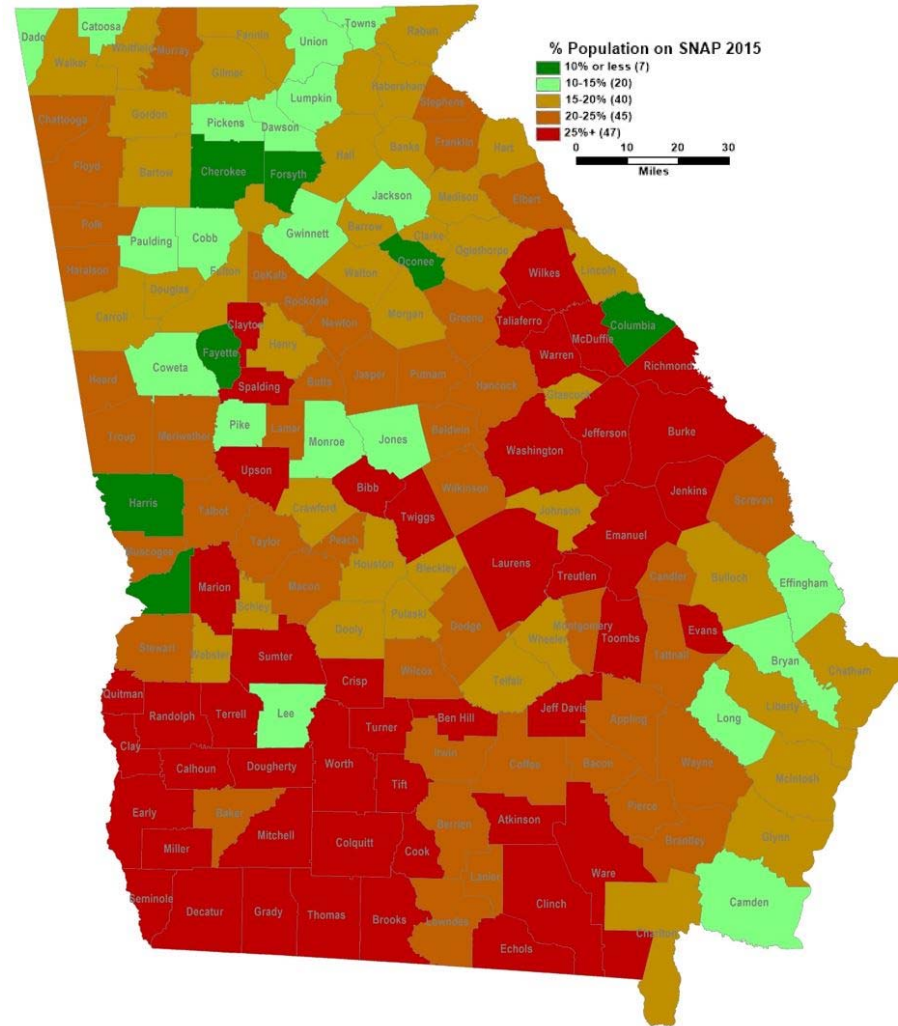 % Population on SNAP 2015
10% or less (7)
10-15% (20)
15-20% (40)
20-25% (45)
25%+ (47)
0 10 20 30
Miles
Dade
Catoosa
Whitfield
Murray
Fannin
Union
Towns
Rabun
Walker
Gilmer
Lumpkin
Habersham
Stephens
Chattooga
Gordon
Pickens
Dawson
Franklin
Hart
Floyd
Bartow
Cherokee
Forsyth
Hall
Banks
Jackson
Madison
Elbert
Polk
Paulding
Cobb
Gwinnett
Barrow
Clarke
Oglethorpe
Oconee
Wilkes
Lincoln
Haralson
Fulton
DeKalb
Walton
Douglas
Rockdale
Newton
Morgan
Greene
Taliaferro
McDuffie
Columbia
Carroll
Clayton
Henry
Fayette
Warren
Richmond
Heard
Coweta
Spalding
Butts
Jasper
Putnam
Hancock
Glascock
Troup
Meriwether
Pike
Lamar
Monroe
Jones
Baldwin
Washington
Jefferson
Burke
Upson
Bibb
Wilkinson
Jenkins
Screven
Harris
Talbot
Crawford
Twiggs
Johnson
Emanuel
Muscogee
Taylor
Peach
Houston
Bleckley
Laurens
Treutlen
Candler
Bulloch
Effingham
Marion
Macon
Schley
Pulaski
Dooly
Dodge
Wheeler
Montgomery
Toombs
Evans
Tattnall
Bryan
Chatham
Stewart
Webster
Sumter
Crisp
Wilcox
Telfair
Liberty
Long
Quitman
Randolph
Terrell
Lee
Turner
Ben Hill
Jeff Davis
Appling
Clay
Calhoun
Dougherty
Worth
Irwin
Coffee
Bacon
Wayne
McIntosh
Tift
Early
Baker
Mitchell
Colquitt
Berrien
Atkinson
Pierce
Brantley
Glynn
Miller
Cook
Lanier
Ware
Seminole
Decatur
Grady
Thomas
Brooks
Lowndes
Clinch
Echols
Charlton
Camden